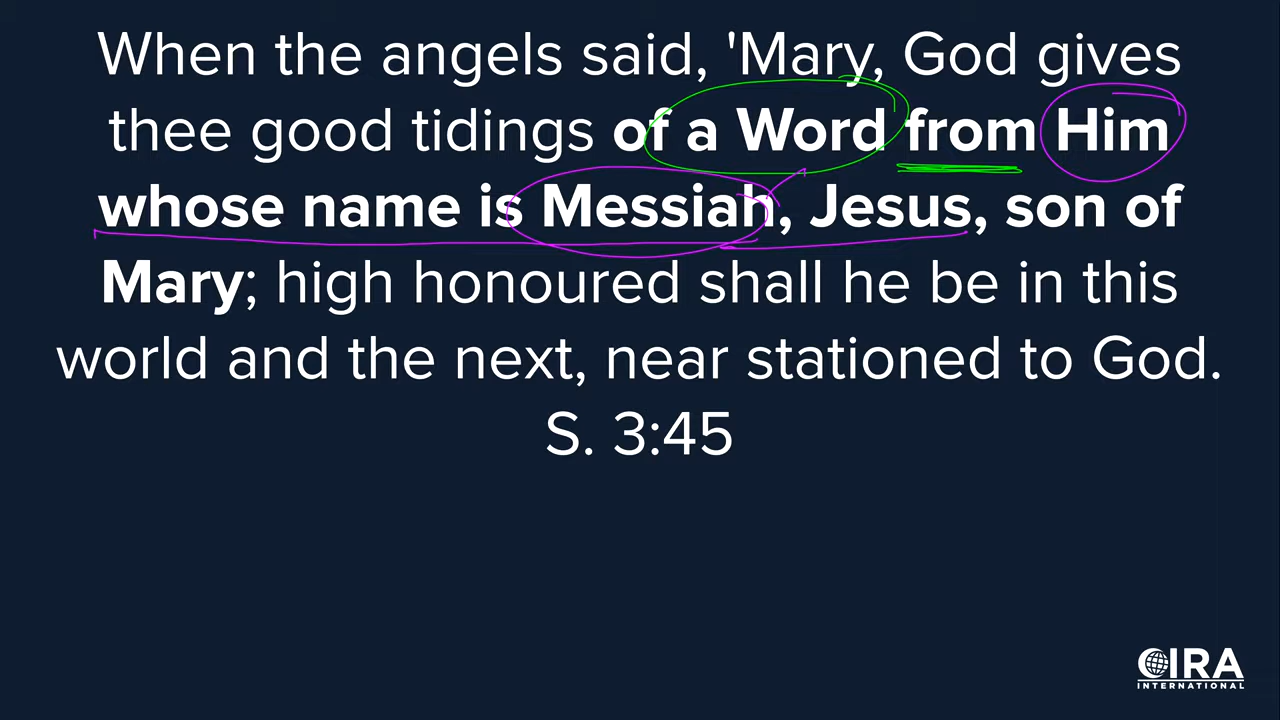 When the angels said, 'Mary, God gives
thee good tidings of a Word from Him
whose name is Messiah, Jesus, son of
Mary; high honoured shall he be in this
world and the next, near stationed to God.
S. 3:45
CIRA
INTERNATIONAL